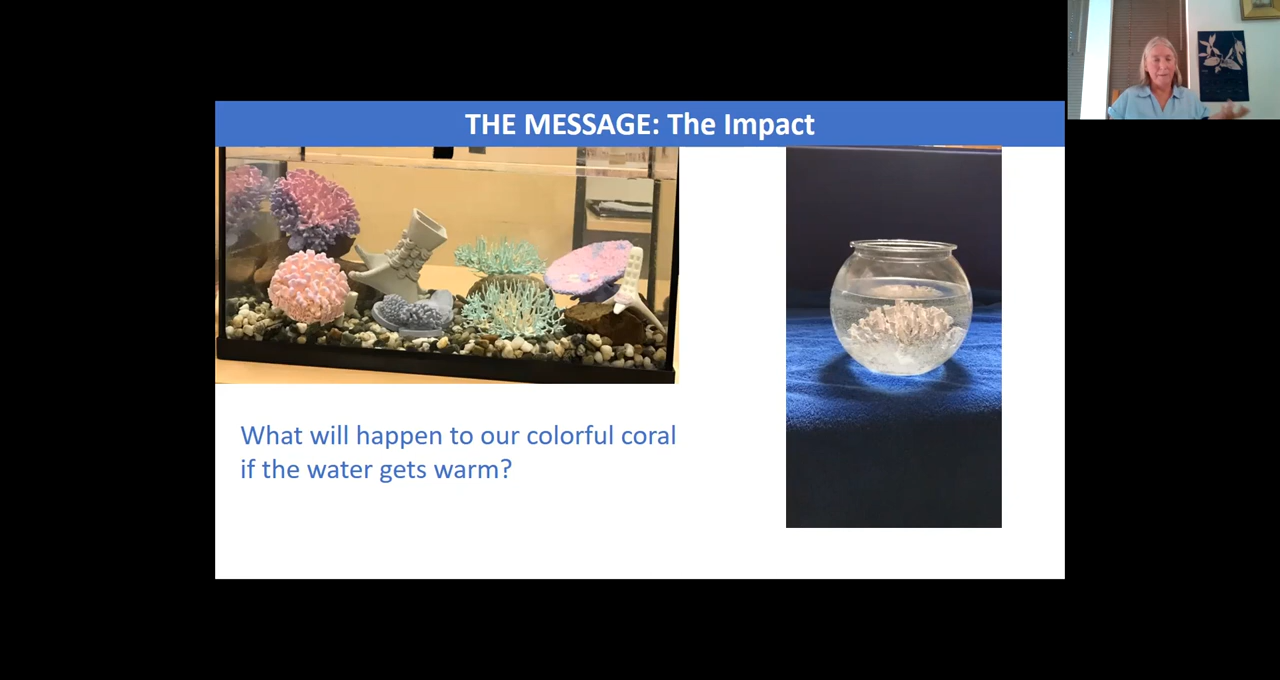 THE MESSAGE: The Impact
What will happen to our colorful coral
if the water gets warm?